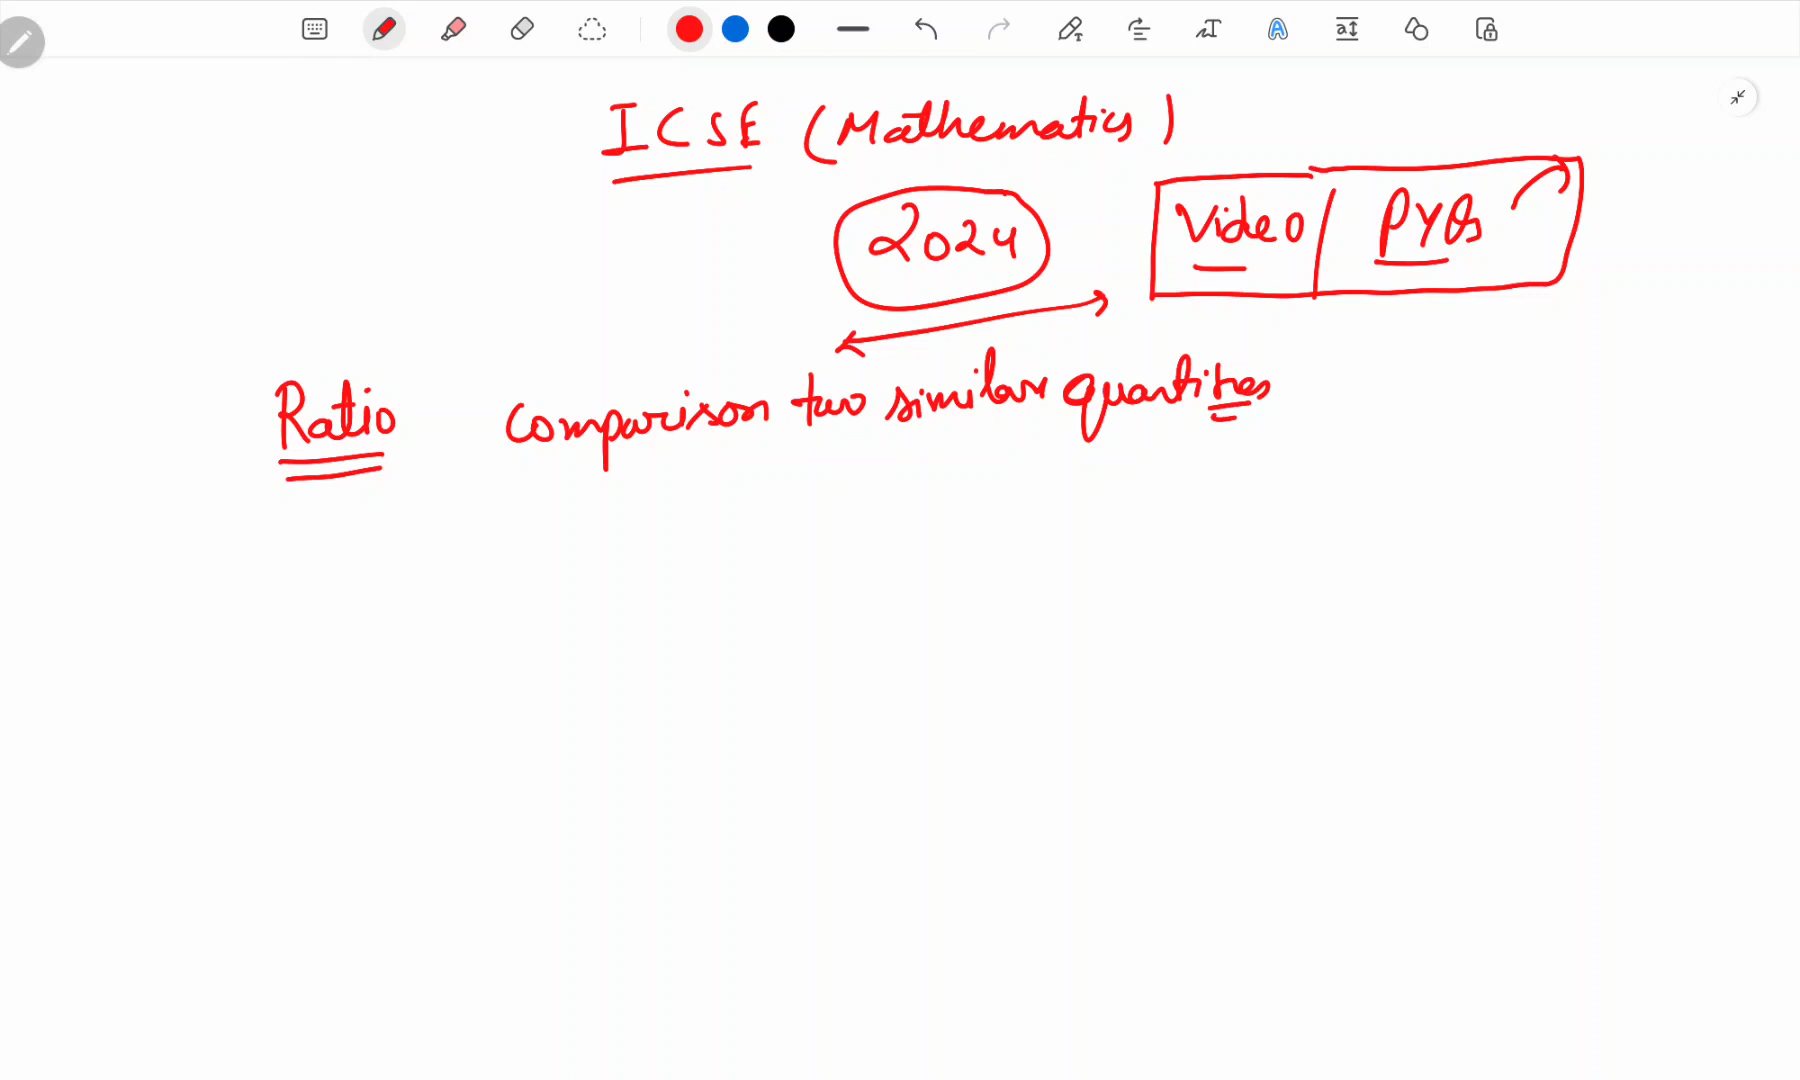 ICSE (Mathematics)
2024
Video PYQs
Ratio comparison two similar quantities